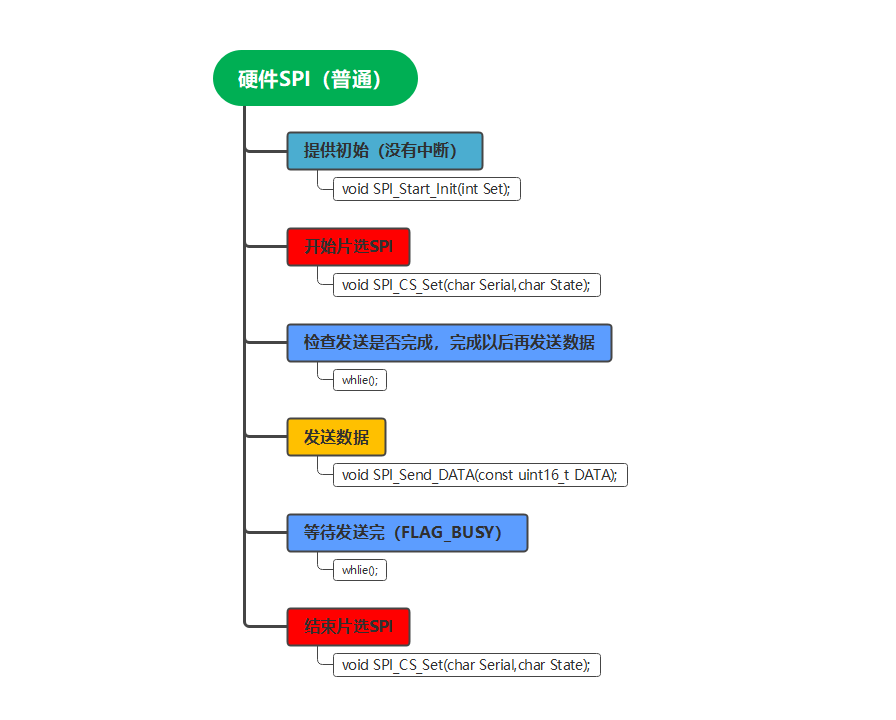 硬件SPI（普通）
提供初始（没有中断）
void SPI_Start_Init(int Set);
开始片选SPI
void SPI_CS_Set(char Serial,char State);
检查发送是否完成，完成以后再发送数据
whlie();
发送数据
void SPI_Send_DATA(const uint16_t DATA);
等待发送完（FLAG_BUSY）
whlie();
结束片选SPI
void SPI_CS_Set(char Serial,char State);